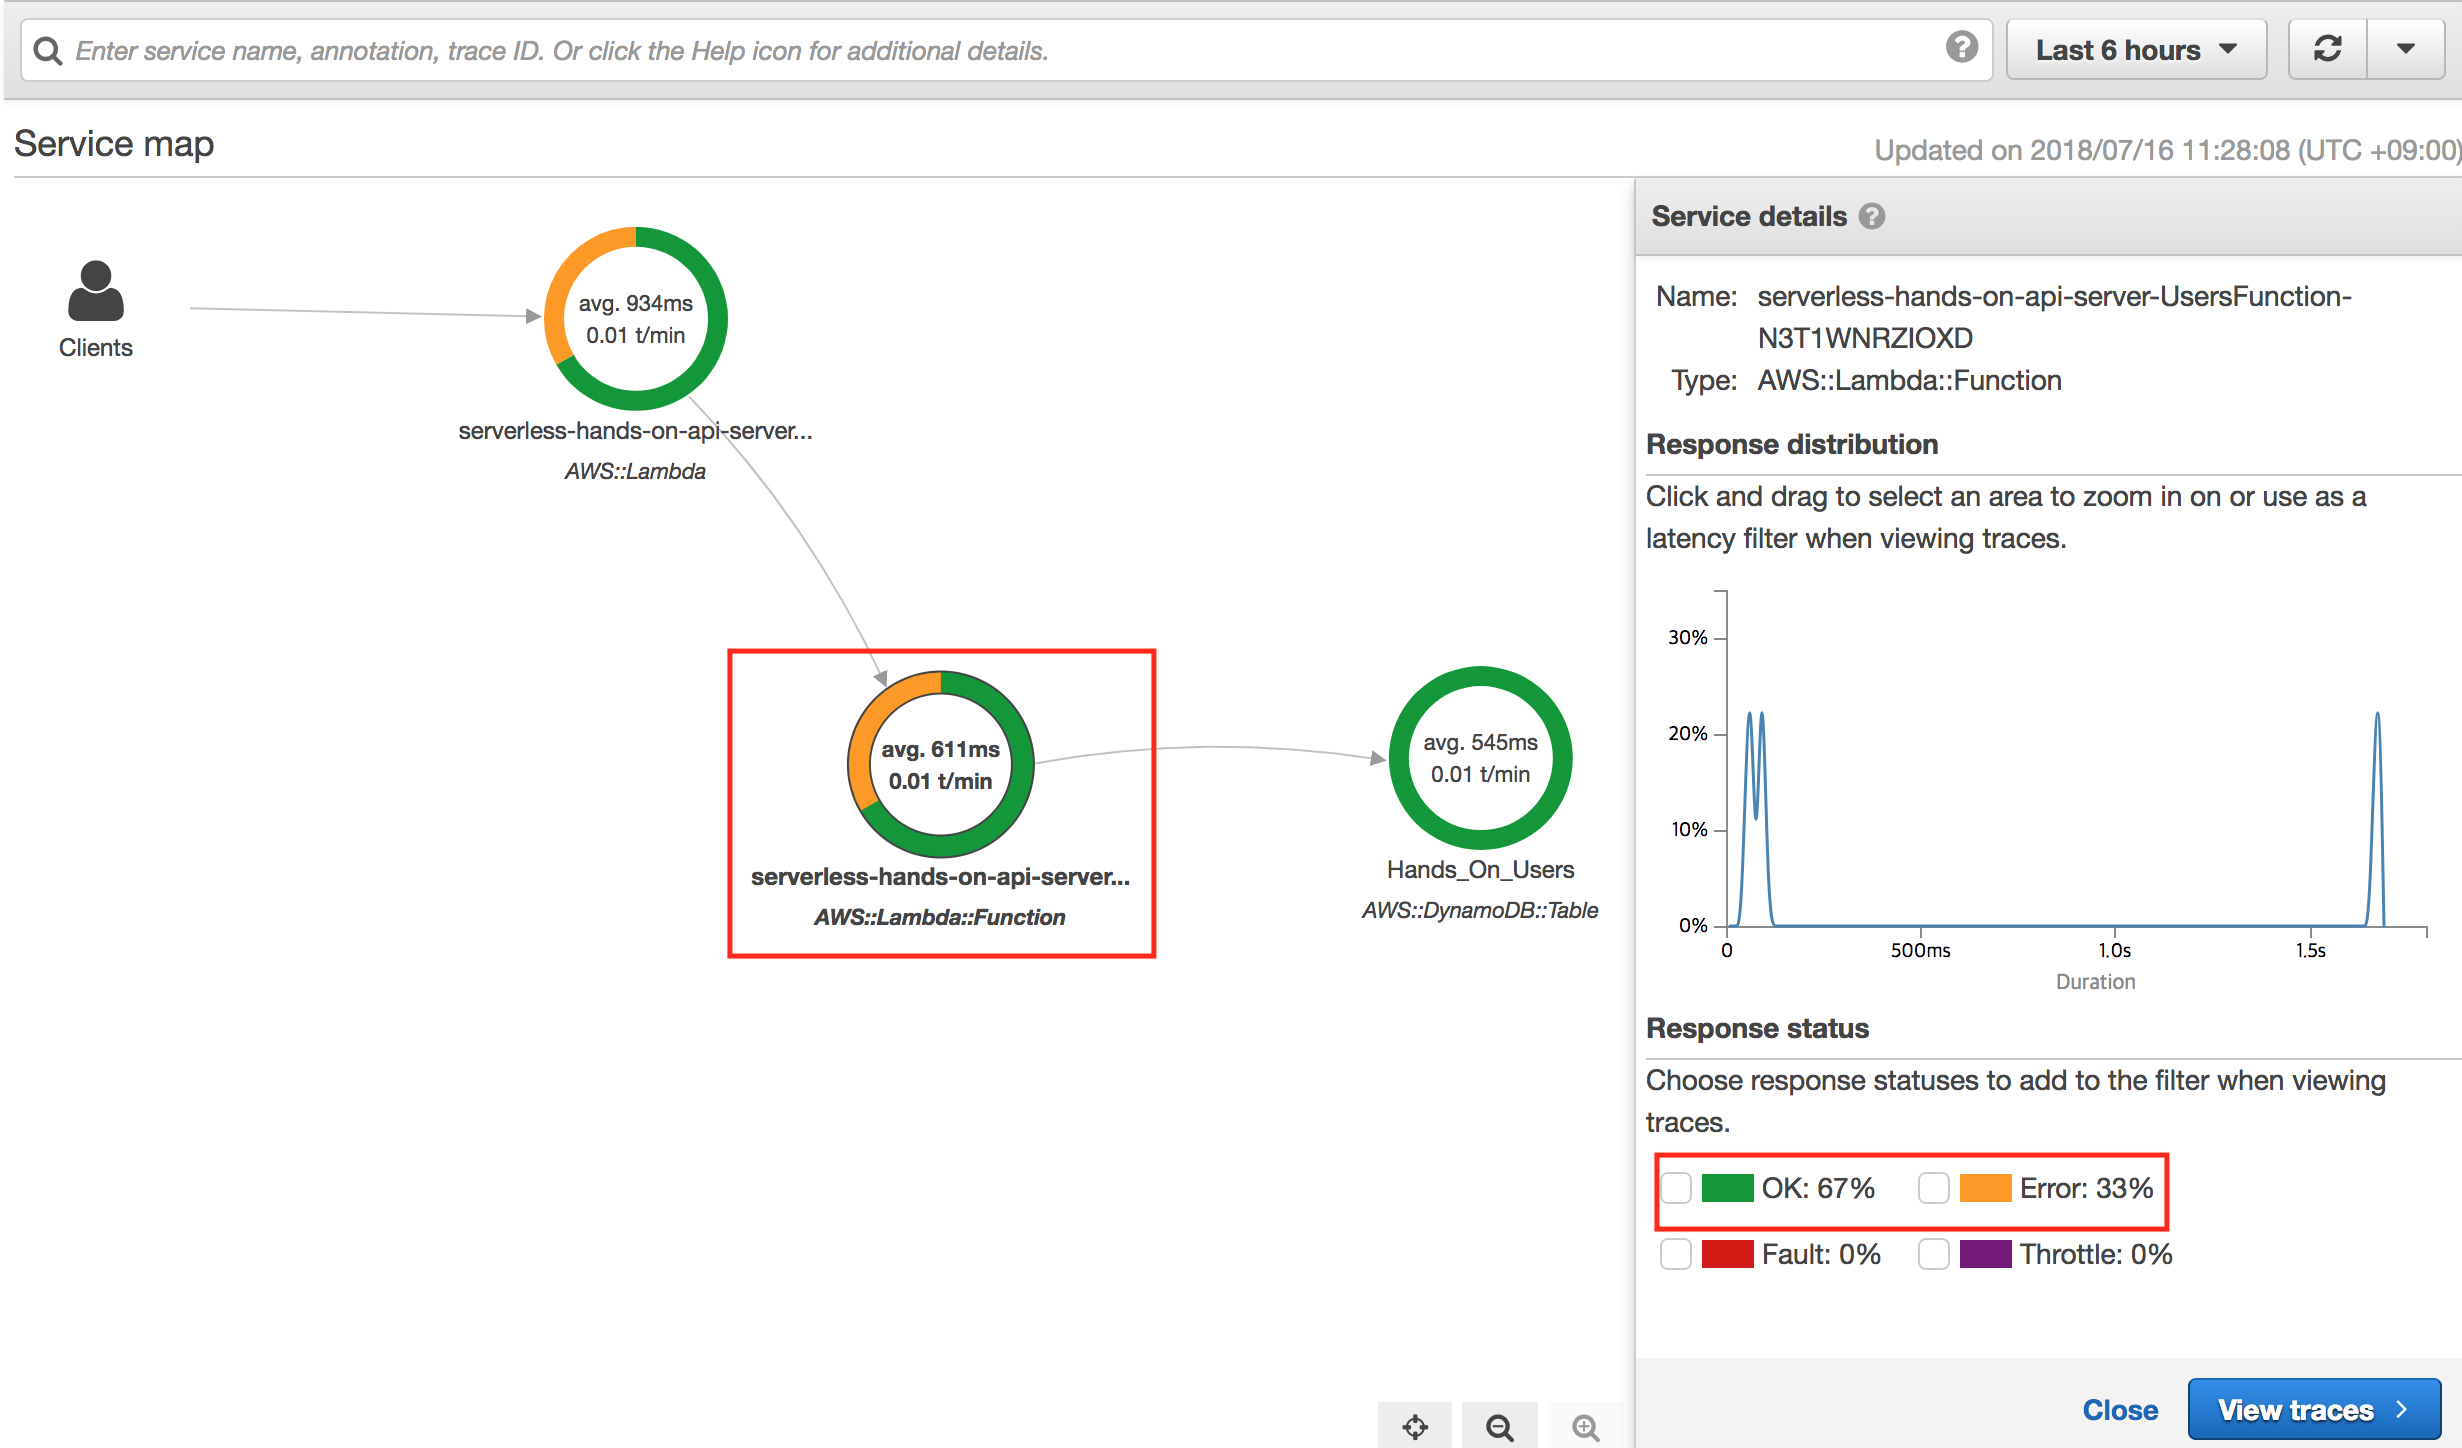 Enter service name, annotation, trace ID. Or click the Help icon for additional details.
Last 6 hours
Service map
Updated on 2018/07/16 11:28:08 (UTC +09:00)
Clients
avg. 934ms
0.01 t/min
serverless-hands-on-api-server...
AWS::Lambda
avg. 611ms
0.01 t/min
serverless-hands-on-api-server...
AWS::Lambda::Function
avg. 545ms
0.01 t/min
Hands_On_Users
AWS::DynamoDB::Table
Service details
Name: serverless-hands-on-api-server-UsersFunction-
N3T1WNRZIOXD
Type: AWS::Lambda::Function
Response distribution
Click and drag to select an area to zoom in on or use as a
latency filter when viewing traces.
30%
20%
10%
0%
0 500ms 1.0s 1.5s
Duration
Response status
Choose response statuses to add to the filter when viewing
traces.
OK: 67% Error: 33%
Fault: 0% Throttle: 0%
Close View traces